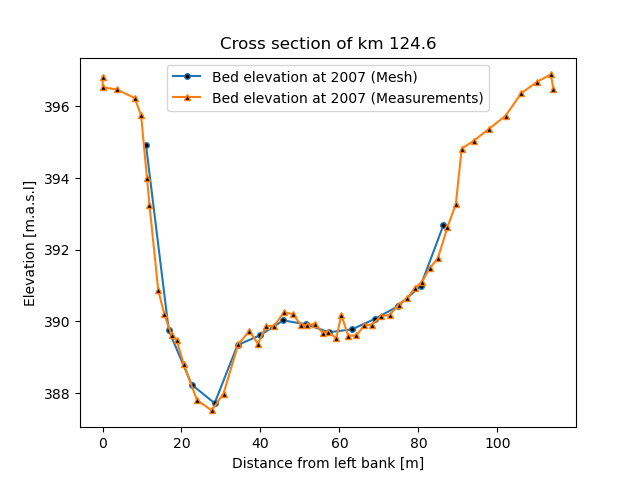 Cross section of km 124.6
Bed elevation at 2007 (Mesh)
Bed elevation at 2007 (Measurements)
Elevation [m.a.s.l]
396
394
392
390
388
0 20 40 60 80 100
Distance from left bank [m]